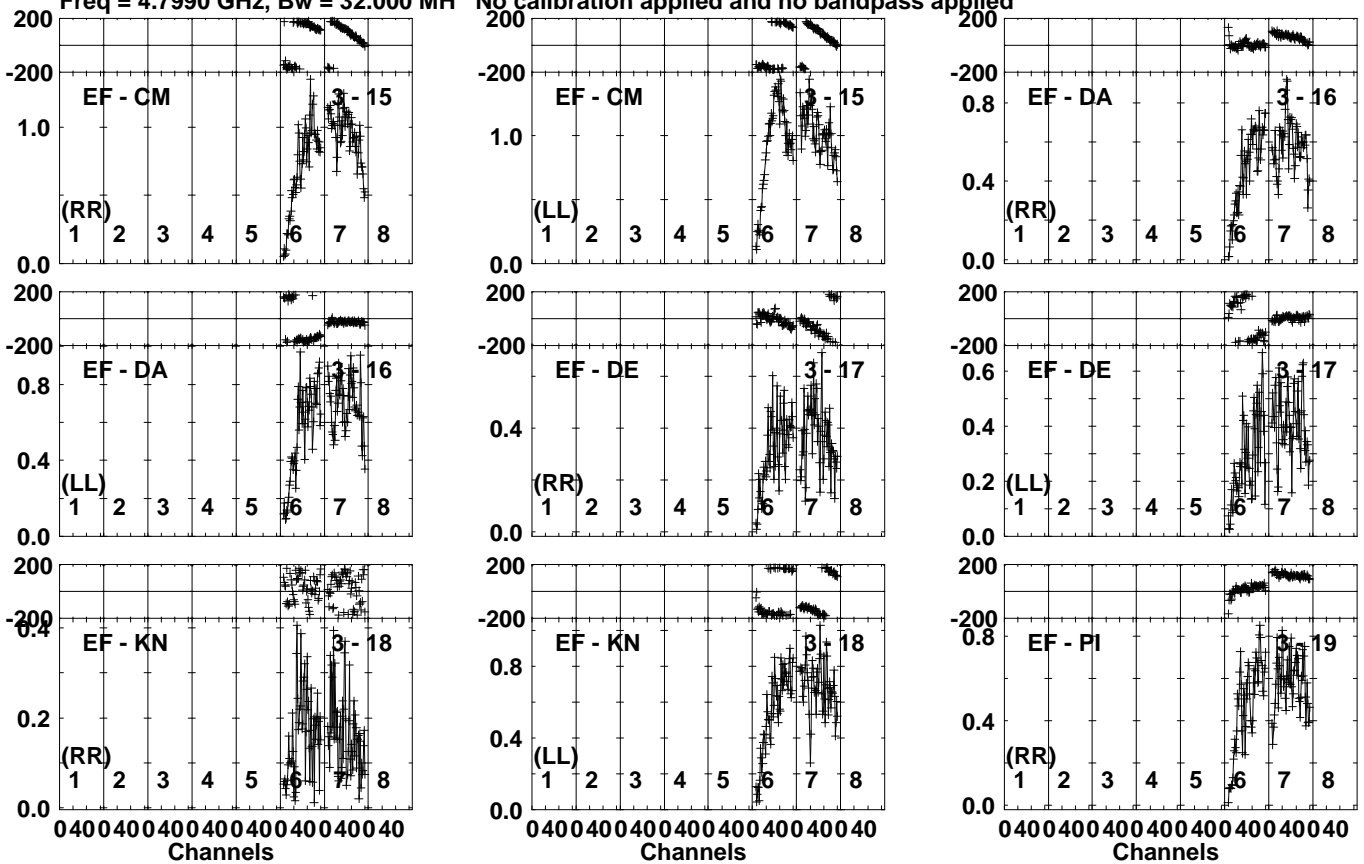 Freq = 4.7990 GHz, Bw = 32.000 MH No calibration applied and no bandpass applied
200 200 200
-200 -200 -200
EF - CM 3 - 15 EF - CM 3 - 15 EF - DA 3 - 16
1.0 1.0 0.8
0.4
(RR) (LL) (RR)
1 2 3 4 5 6 7 8 1 2 3 4 5 6 7 8 1 2 3 4 5 6 7 8
0.0 0.0 0.0
200 200 200
-200 -200 -200
EF - DA 3 - 16 EF - DE 3 - 17 EF - DE 3 - 17
0.8 0.6
0.4 0.4 0.4
(LL) (RR) (LL)
0.2
1 2 3 4 5 6 7 8 1 2 3 4 5 6 7 8 1 2 3 4 5 6 7 8
0.0 0.0 0.0
200 200 200
-200 -200 -200
0.4
EF - KN 3 - 18 EF - KN 3 - 18 EF - PI 3 - 19
0.8 0.8
0.2 0.4 0.4
(RR) (LL) (RR)
1 2 3 4 5 6 7 8 1 2 3 4 5 6 7 8 1 2 3 4 5 6 7 8
0.0 0.0 0.0
0 40 0 40 0 40 0 40 0 40 0 40 0 40 0 40 0 40 0 40 0 40 0 40 0 40 0 40 0 40 0 40 0 40 0 40 0 40 0 40 0 40 0 40 0 40 0 40
Channels Channels Channels